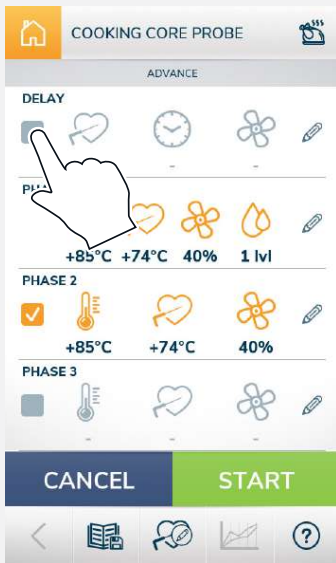 COOKING CORE PROBE
ADVANCE
DELAY
- -
+85°C +74°C 40% 1 lvl
PHASE 2
+85°C +74°C 40%
PHASE 3
- - -
CANCEL START
?